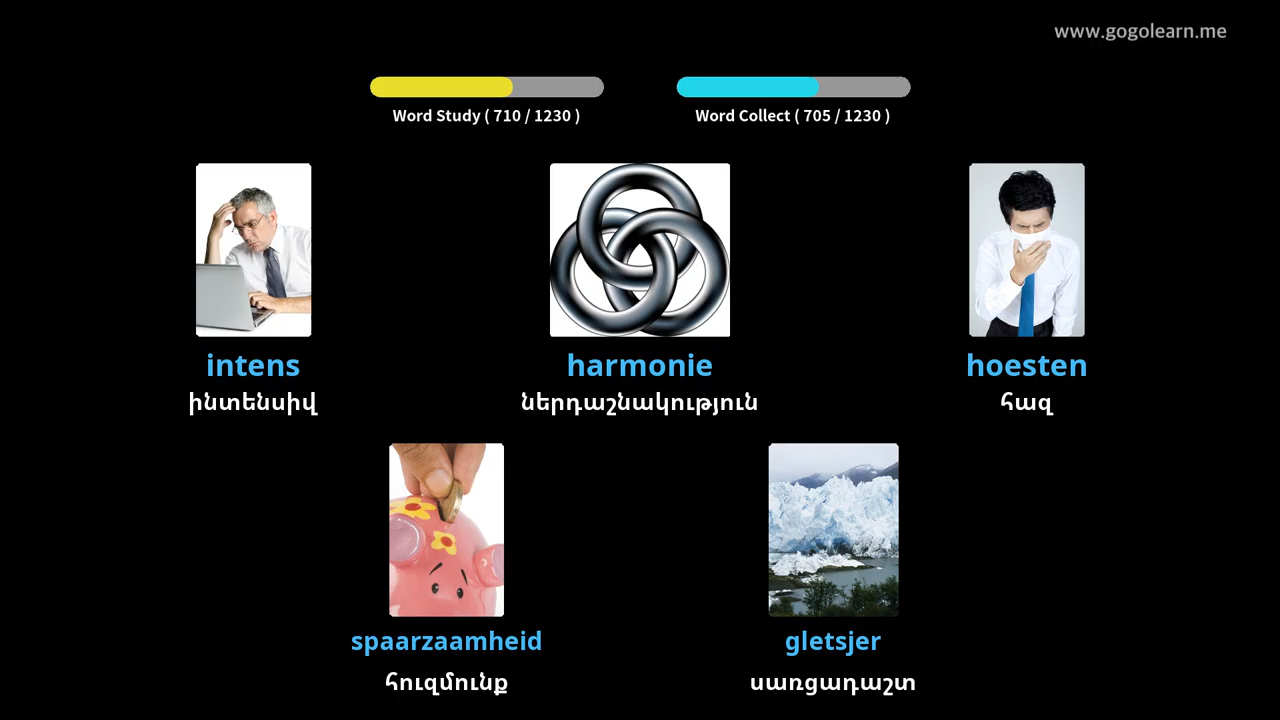 www.gogolearn.me
Word Study ( 710 / 1230 )
Word Collect ( 705 / 1230 )
intens
harmonie
hoesten
ինտենսիվ
ներդաշնակություն
հազ
spaarzaamheid
gletsjer
հուզմունք
սառցադաշտ